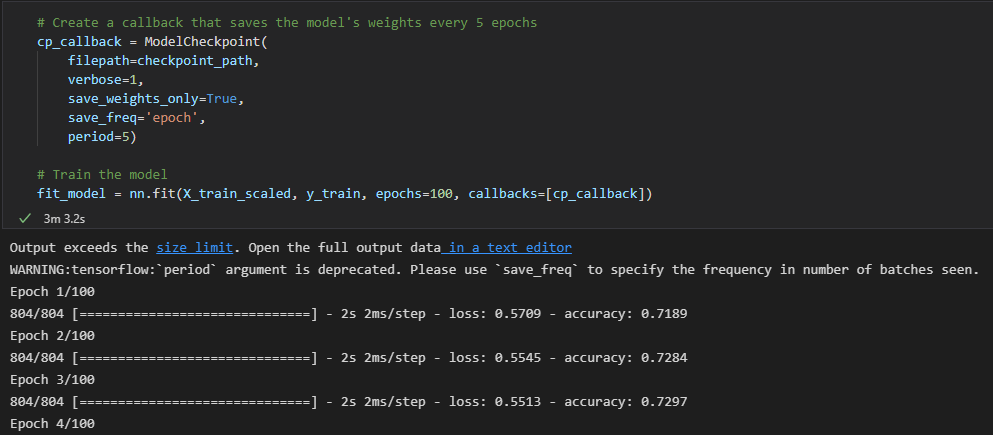 # Create a callback that saves the model's weights every 5 epochs
cp_callback = ModelCheckpoint(
    filepath=checkpoint_path,
    verbose=1,
    save_weights_only=True,
    save_freq='epoch',
    period=5)
# Train the model
fit_model = nn.fit(X_train_scaled, y_train, epochs=100, callbacks=[cp_callback])
✓ 3m 3.2s
Output exceeds the size limit. Open the full output data in a text editor
WARNING:tensorflow:`period` argument is deprecated. Please use `save_freq` to specify the frequency in number of batches seen.
Epoch 1/100
804/804 [==============================] - 2s 2ms/step - loss: 0.5709 - accuracy: 0.7189
Epoch 2/100
804/804 [==============================] - 2s 2ms/step - loss: 0.5545 - accuracy: 0.7284
Epoch 3/100
804/804 [==============================] - 2s 2ms/step - loss: 0.5513 - accuracy: 0.7297
Epoch 4/100